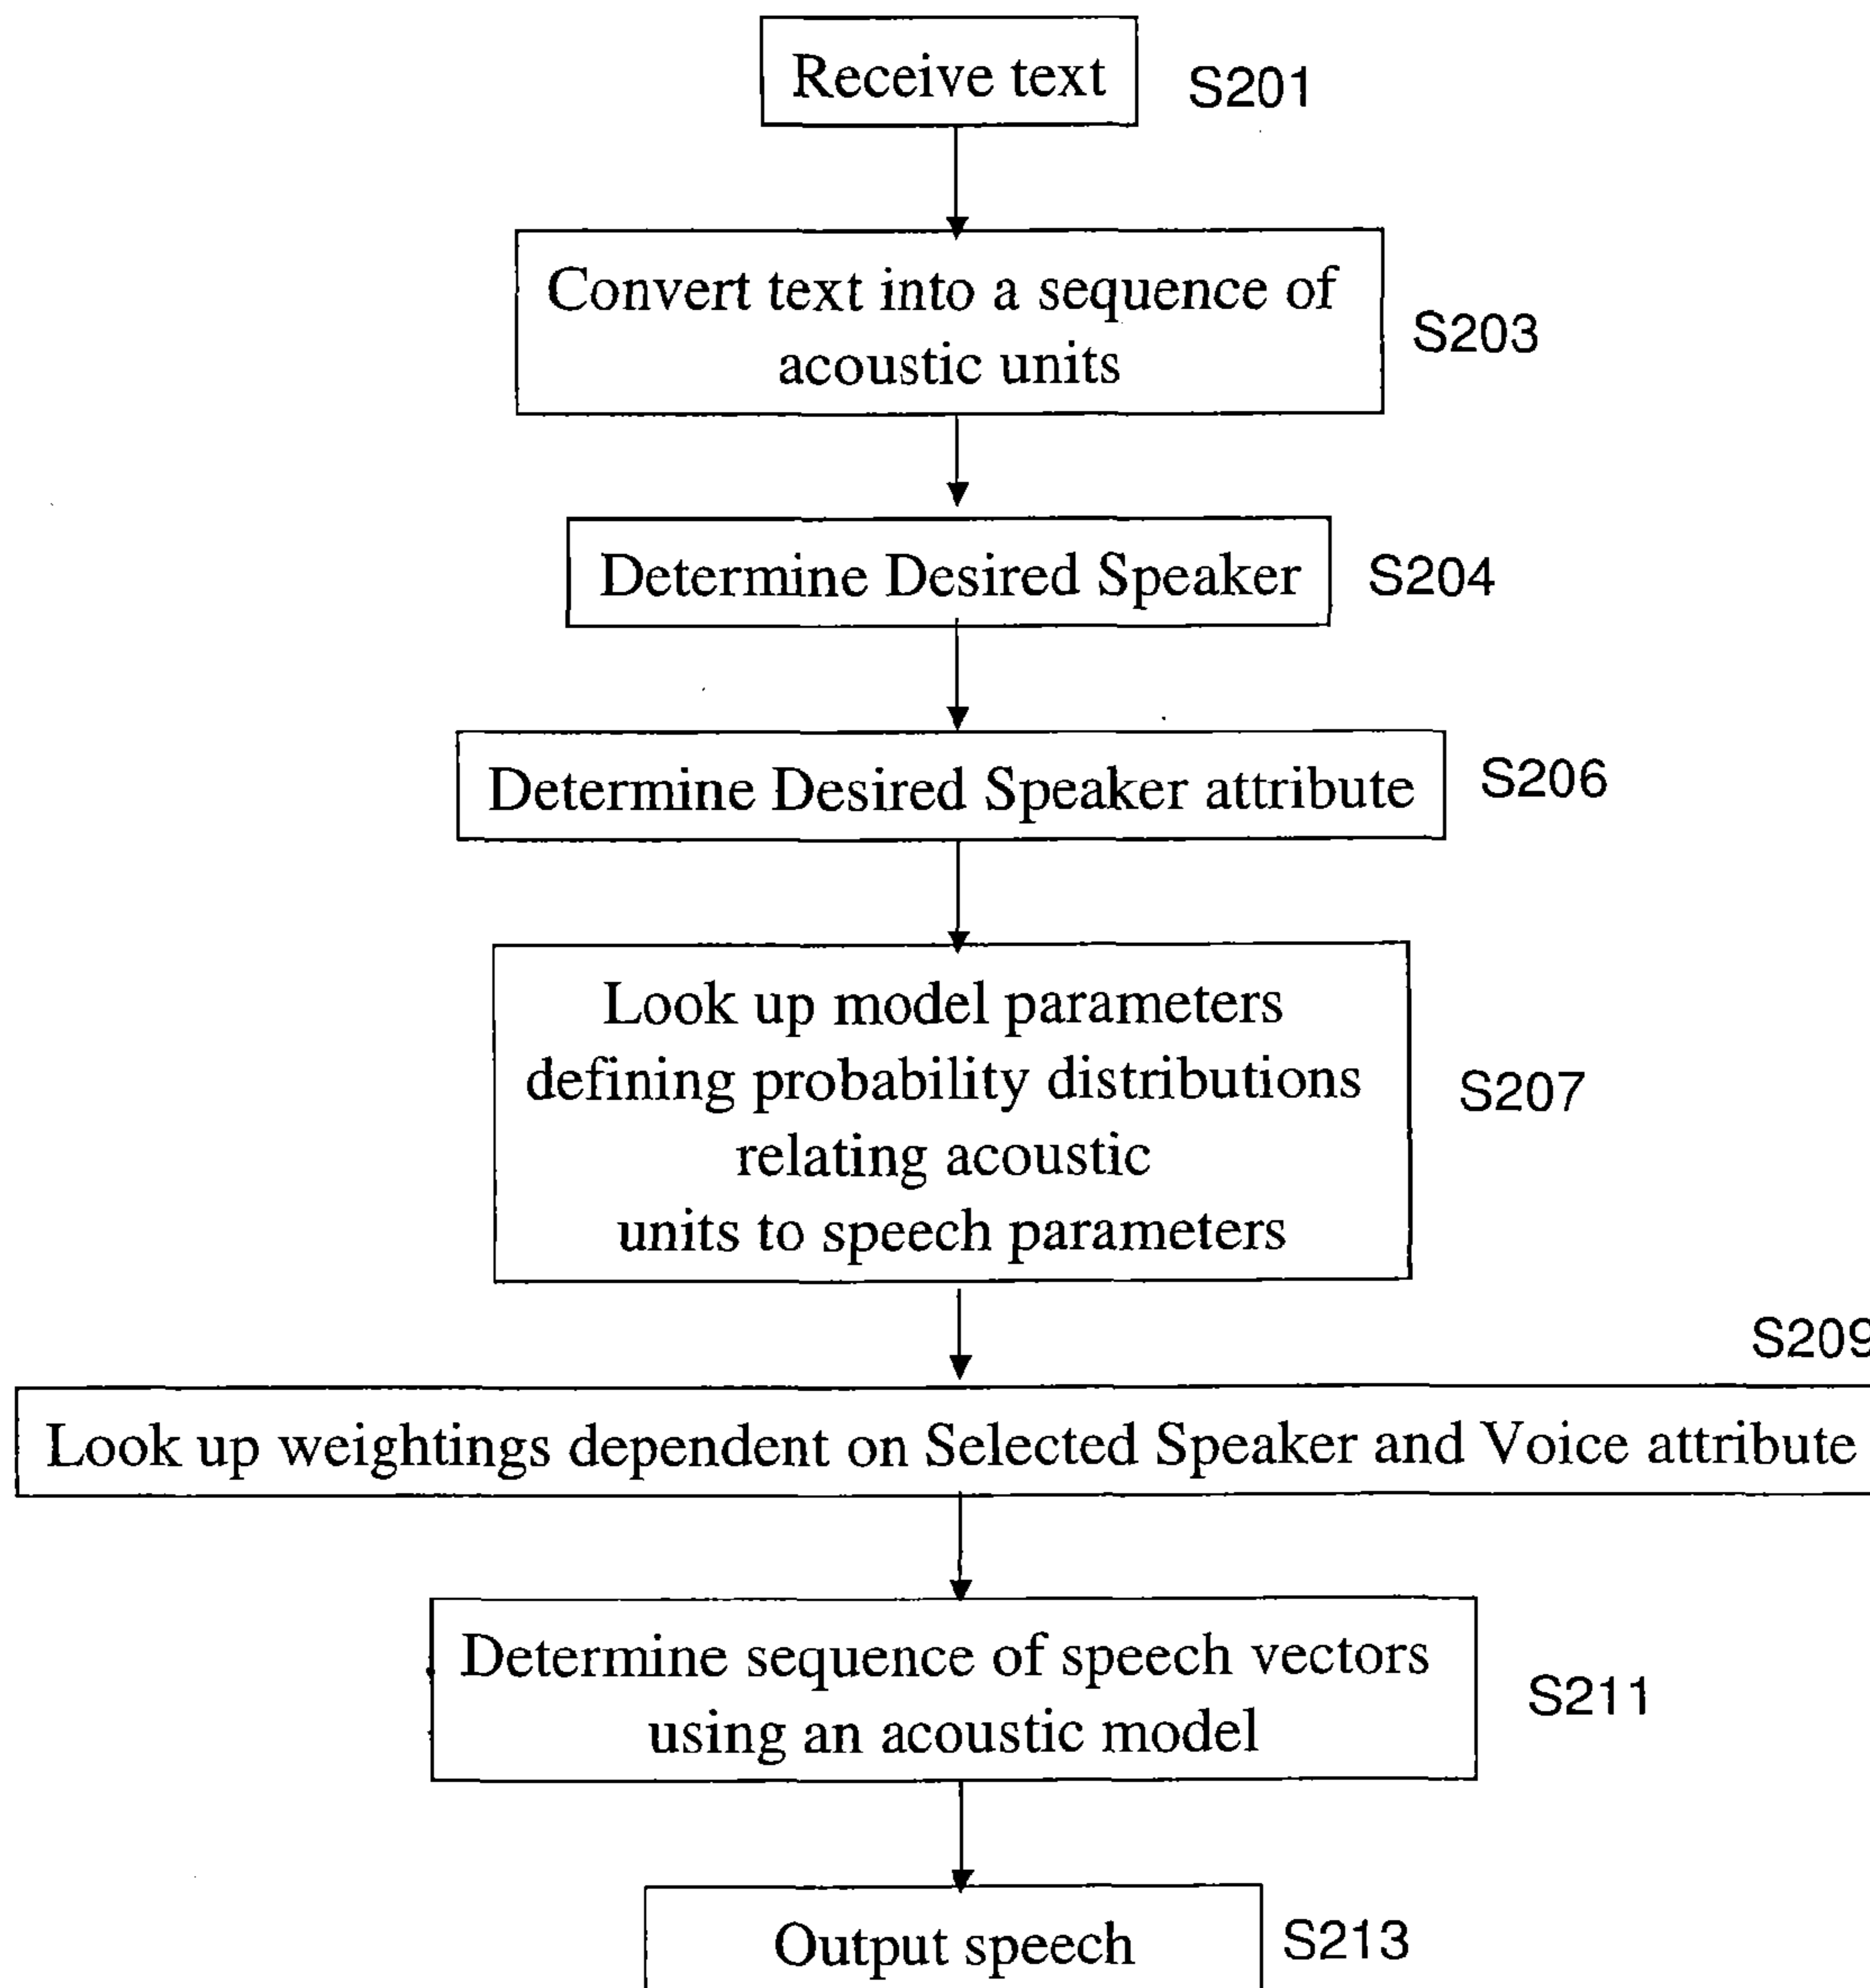 Receive text
S201
Convert text into a sequence of
acoustic units
S203
Determine Desired Speaker
S204
Determine Desired Speaker attribute
S206
Look up model parameters
defining probability distributions
relating acoustic
units to speech parameters
S207
S209
Look up weightings dependent on Selected Speaker and Voice attribute
Determine sequence of speech vectors
using an acoustic model
S211
Output speech
S213